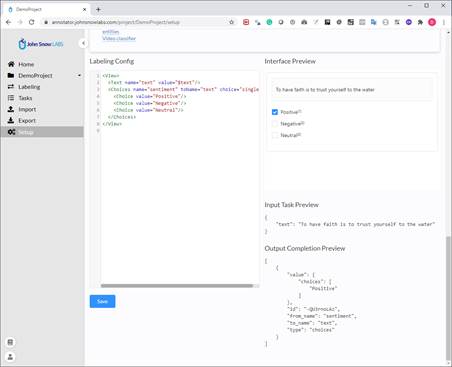 DemoProject
annotator.johnsnowlabs.com/project/DemoProject/setup
entities
Video classifier
John Snow LABS
Home
DemoProject
Labeling
Tasks
Import
Export
Setup
Labeling Config
1 <View>
2 <Text name="text" value="$text"/>
3 <Choices name="sentiment" toName="text" choice="single
4 <Choice value="Positive"/>
5 <Choice value="Negative"/>
6 <Choice value="Neutral"/>
7 </Choices>
8 </View>
9
Save
Interface Preview
To have faith is to trust yourself to the water
Positive[1]
Negative[2]
Neutral[3]
Input Task Preview
{
"text": "To have faith is to trust yourself to the water"
}
Output Completion Preview
[
{
"value": {
"choices": [
"Positive"
]
},
"id":
"from_name": "sentiment",
"to_name": "text",
"type": "choices"
}
]